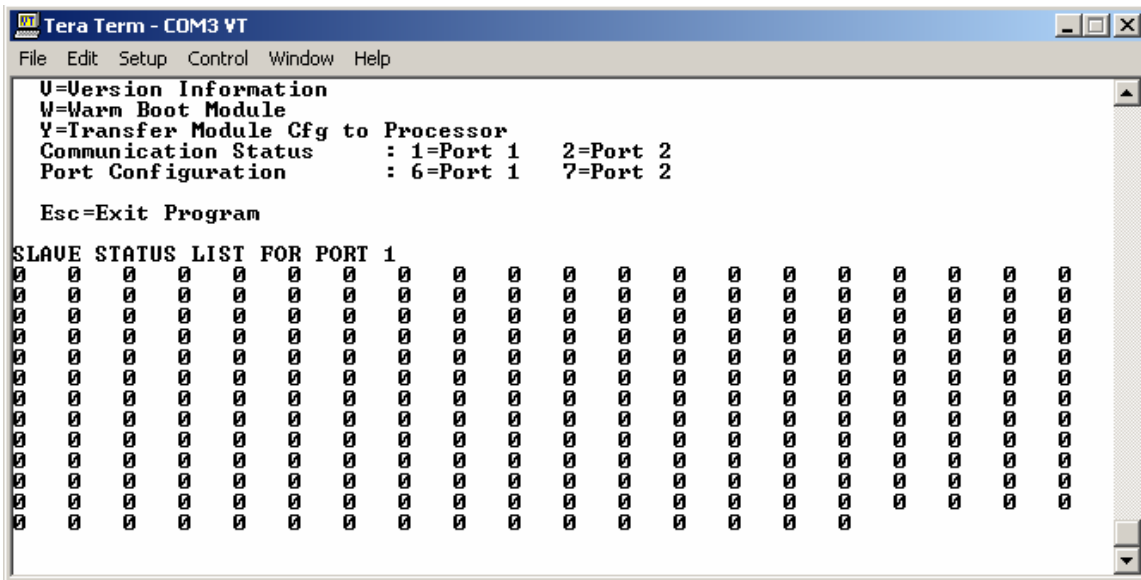 Tera Term - COM3 VT
File Edit Setup Control Window Help
V=Version Information
W=Warm Boot Module
Y=Transfer Module Cfg to Processor
Communication Status : 1=Port 1 2=Port 2
Port Configuration : 6=Port 1 7=Port 2
Esc=Exit Program
SLAVE STATUS LIST FOR PORT 1
0 0 0 0 0 0 0 0 0 0 0 0 0 0 0 0 0 0 0 0
0 0 0 0 0 0 0 0 0 0 0 0 0 0 0 0 0 0 0 0
0 0 0 0 0 0 0 0 0 0 0 0 0 0 0 0 0 0 0 0
0 0 0 0 0 0 0 0 0 0 0 0 0 0 0 0 0 0 0 0
0 0 0 0 0 0 0 0 0 0 0 0 0 0 0 0 0 0 0 0
0 0 0 0 0 0 0 0 0 0 0 0 0 0 0 0 0 0 0 0
0 0 0 0 0 0 0 0 0 0 0 0 0 0 0 0 0 0 0 0
0 0 0 0 0 0 0 0 0 0 0 0 0 0 0 0 0 0 0 0
0 0 0 0 0 0 0 0 0 0 0 0 0 0 0 0 0 0 0 0
0 0 0 0 0 0 0 0 0 0 0 0 0 0 0 0 0 0 0 0
0 0 0 0 0 0 0 0 0 0 0 0 0 0 0 0 0 0 0 0
0 0 0 0 0 0 0 0 0 0 0 0 0 0 0 0 0 0 0 0
0 0 0 0 0 0 0 0 0 0 0 0 0 0 0 0